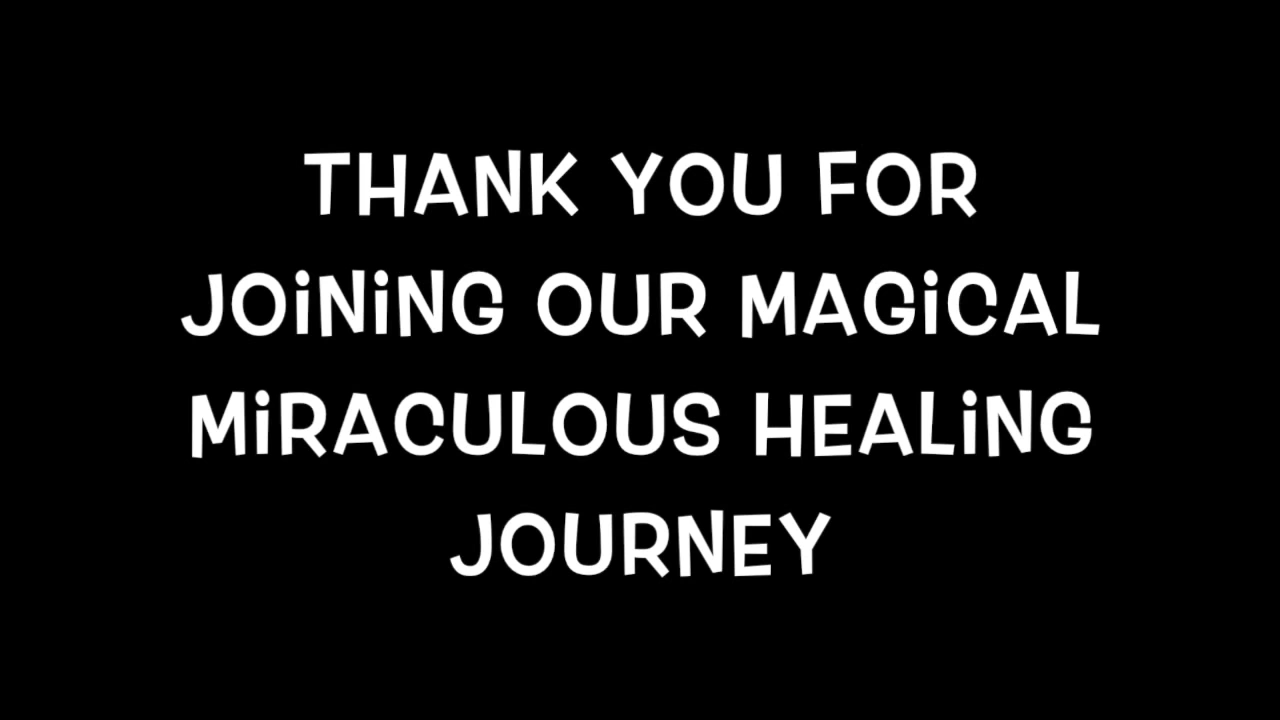 THANK YOU FOR
JOiNiNG OUR MAGiCAL
MiRACULOUS HEALiNG
JOURNEY